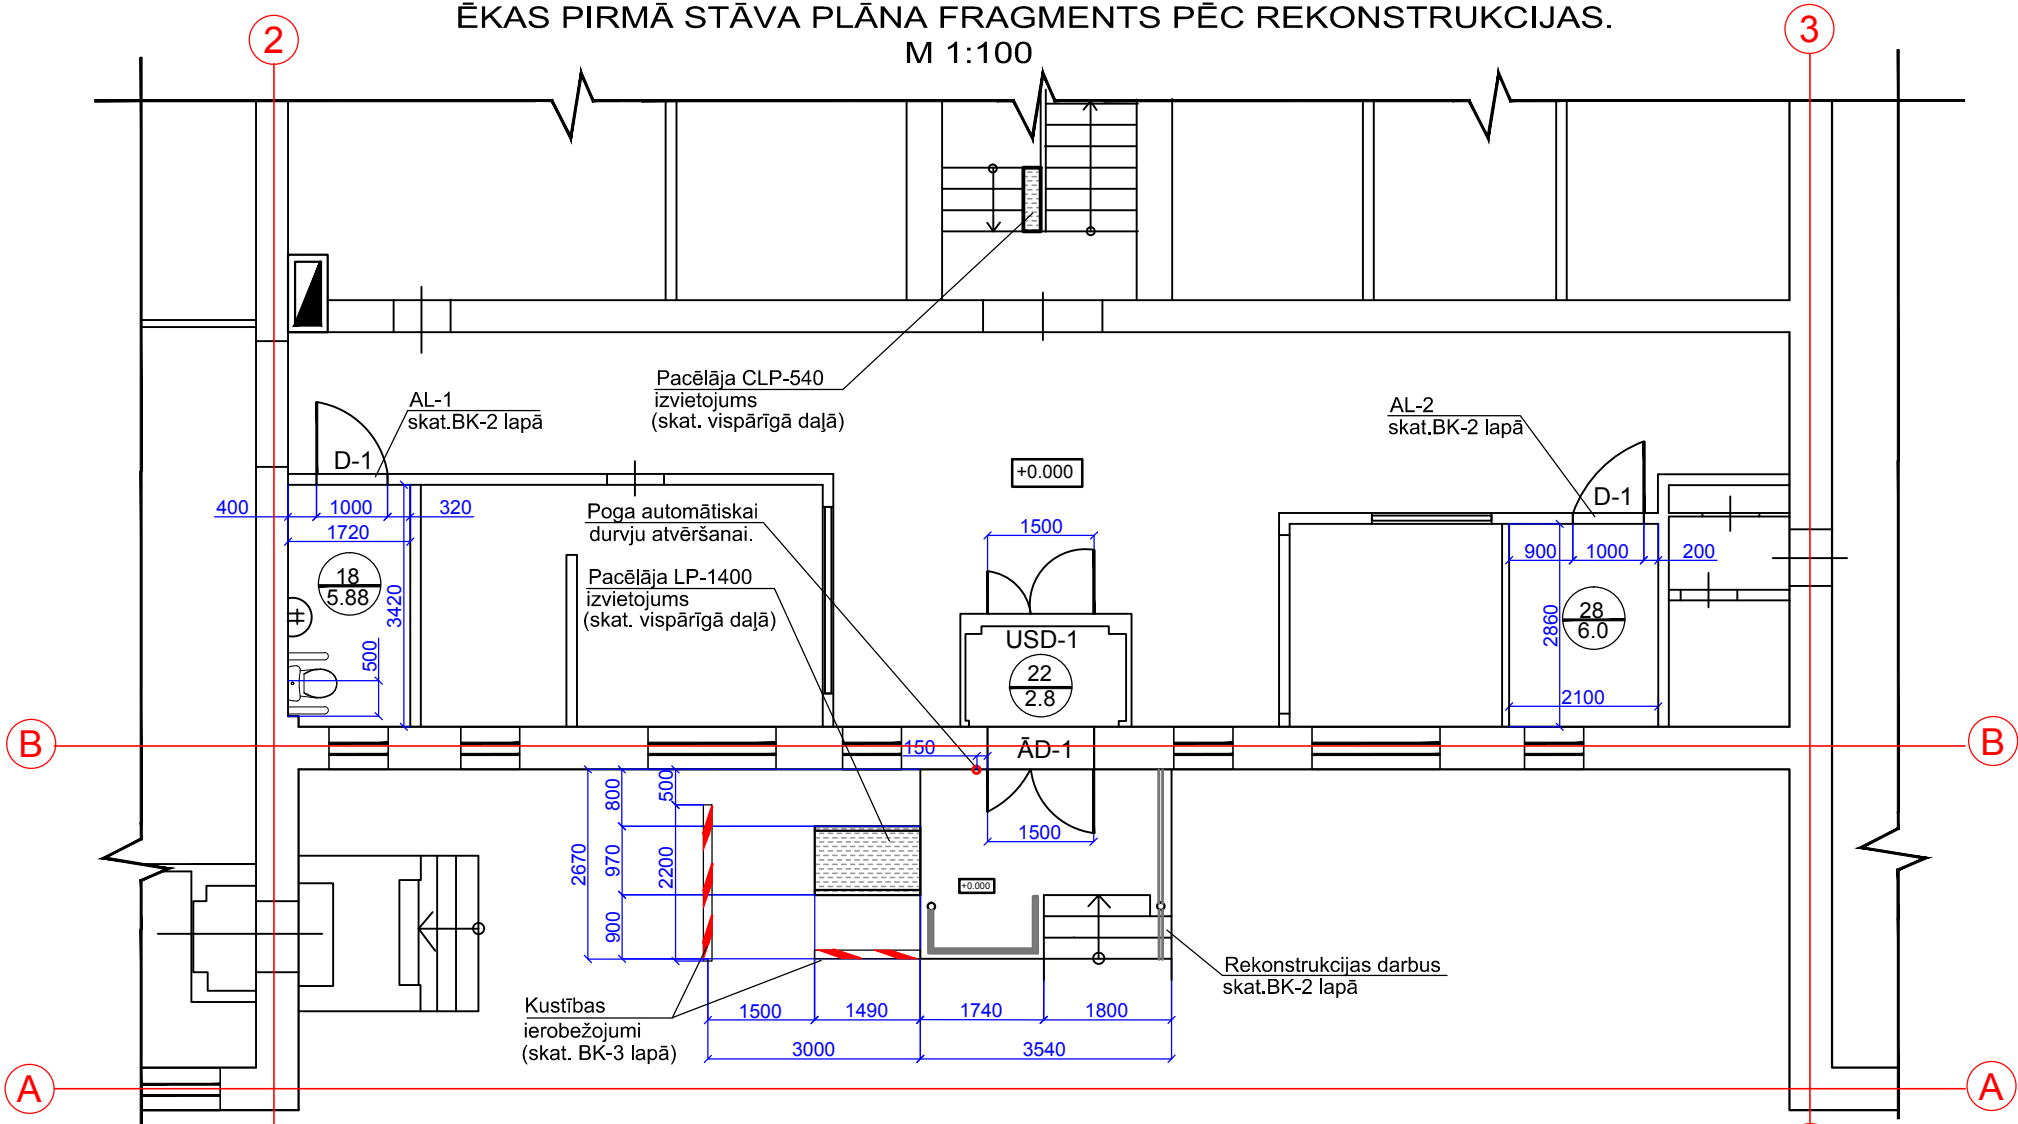 ĒKAS PIRMĀ STĀVA PLĀNA FRAGMENTS PĒC REKONSTRUKCIJAS.
M 1:100
2
3
Pacēlāja CLP-540
izvietojums
(skat. vispārīgā daļā)
AL-1
skat.BK-2 lapā
AL-2
skat.BK-2 lapā
D-1
+0.000
D-1
400
1000
320
1720
Poga automātiskai
durvju atvēršanai.
1500
900
1000
200
18
5.88
3420
Pacēlāja LP-1400
izvietojums
(skat. vispārīgā daļā)
USD-1
22
2.8
28
6.0
2860
500
2100
B
150
ĀD-1
B
800
500
1500
2670
970
2200
+0.000
900
Rekonstrukcijas darbus
skat.BK-2 lapā
Kustības
ierobežojumi
(skat. BK-3 lapā)
1500
1490
1740
1800
3000
3540
A
A